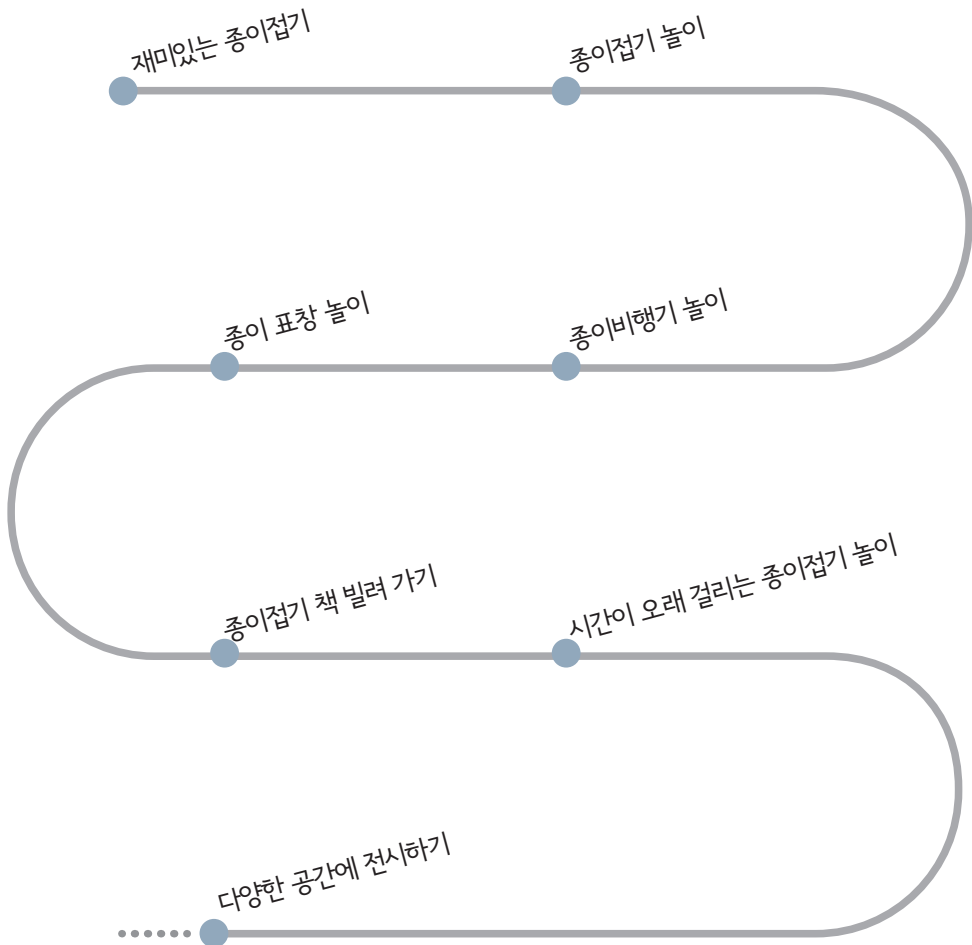 재미있는 종이접기
종이접기 놀이
종이비행기 놀이
종이 표창 놀이
종이접기 책 빌려 가기
시간이 오래 걸리는 종이접기 놀이
다양한 공간에 전시하기